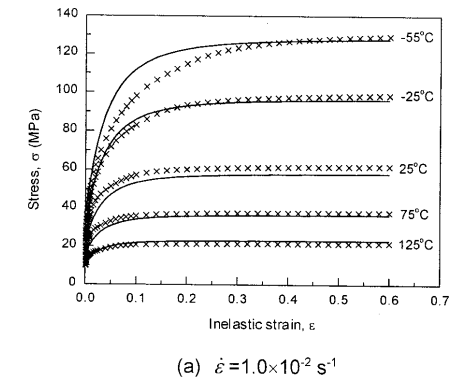 140
120
100
80
60
40
20
0
Stress, σ (MPa)
-55°C
-25°C
25°C
75°C
125°C
0.0 0.1 0.2 0.3 0.4 0.5 0.6 0.7
Inelastic strain, ε
(a) ε̇ =1.0×10⁻² s⁻¹